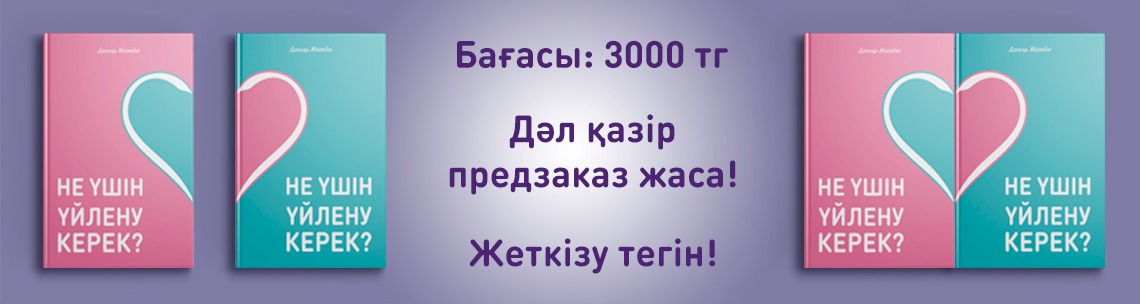 НЕ ҮШІН
ҮЙЛЕНУ
КЕРЕК?
НЕ ҮШІН
ҮЙЛЕНУ
КЕРЕК?
Бағасы: 3000 тг
Дәл қазір
предзаказ жаса!
Жеткізу тегін!
НЕ ҮШІН
ҮЙЛЕНУ
КЕРЕК?
НЕ ҮШІН
ҮЙЛЕНУ
КЕРЕК?